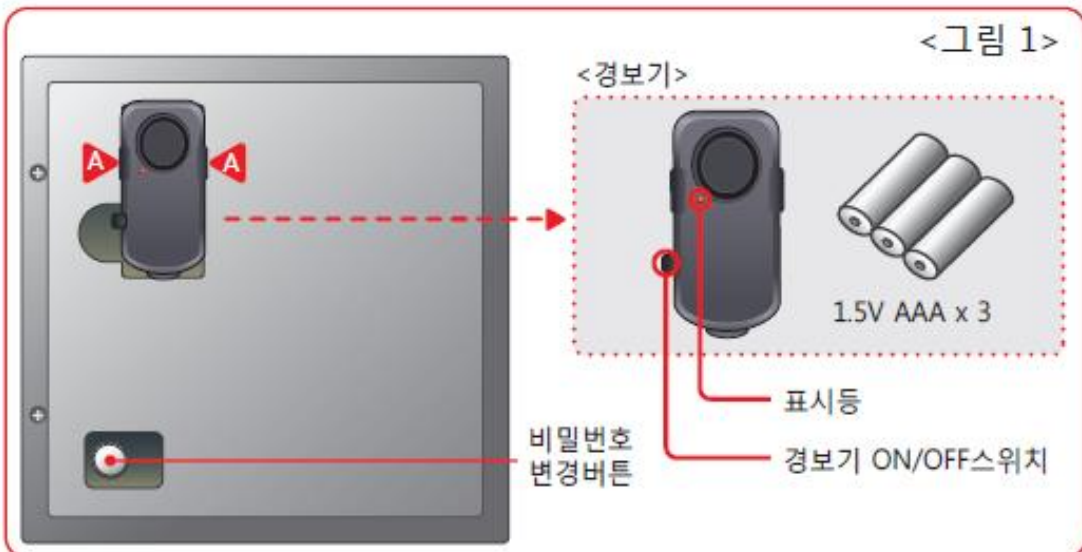 <그림 1>
<경보기>
A
A
1.5V AAA x 3
표시등
비밀번호
변경버튼
경보기 ON/OFF스위치